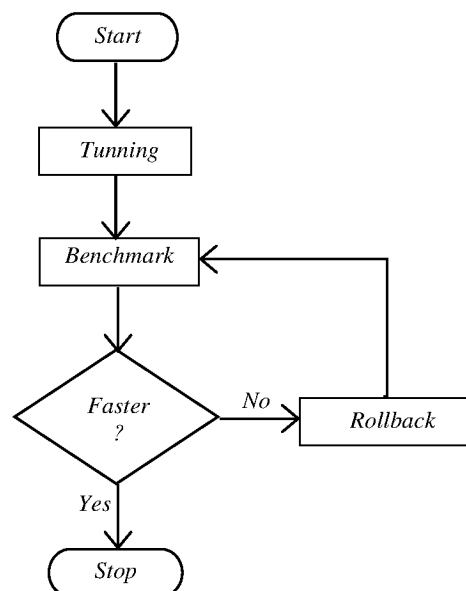 Start
Tunning
Benchmark
Faster
?
No
Rollback
Yes
Stop